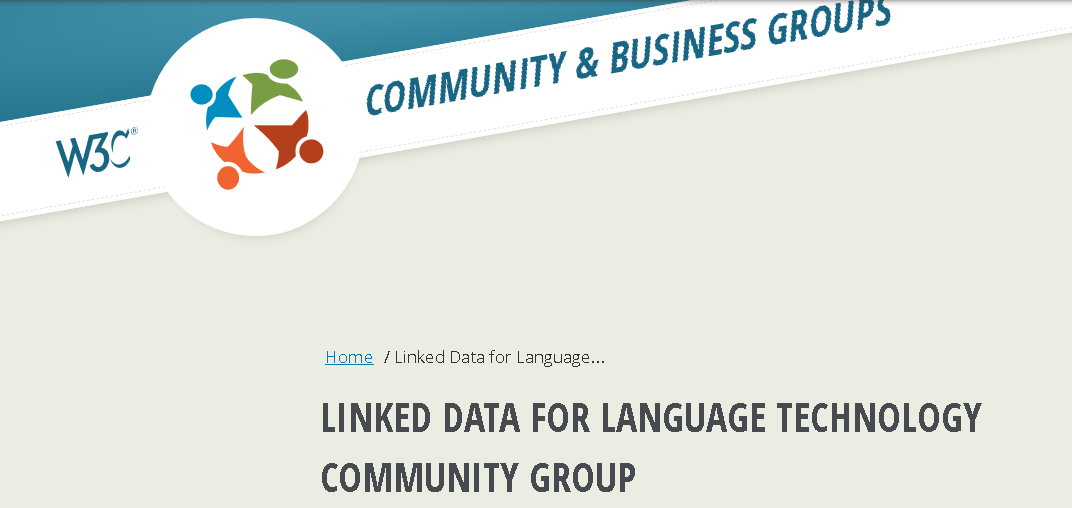 COMMUNITY & BUSINESS GROUPS
W3C®
Home / Linked Data for Language...
LINKED DATA FOR LANGUAGE TECHNOLOGY
COMMUNITY GROUP